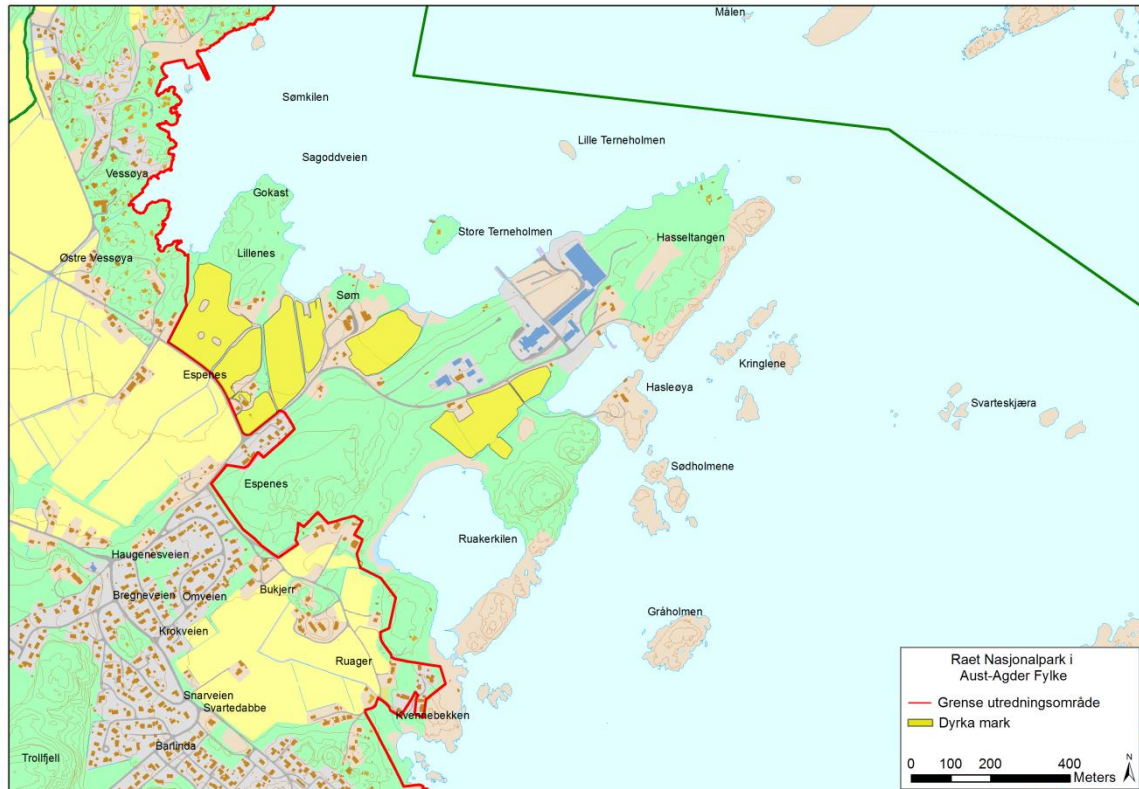 Målen
Sømkilen
Lille Terneholmen
Sagoddveien
Vessøya
Gokast
Store Terneholmen
Hasseltangen
Østre Vessøya
Lillenes
Søm
Kringlene
Espenes
Hasleøya
Svarteskjæra
Sødholmene
Espenes
Ruakerkilen
Haugenesveien
Bregneveien
Omveien
Bukjerr
Krokveien
Gråholmen
Ruager
Snarveien
Svartedabbe
Kvennebekken
Barlinda
Trollfjell
Raet Nasjonalpark i
Aust-Agder Fylke
Grense utredningsområde
Dyrka mark
N
0 100 200 400
Meters